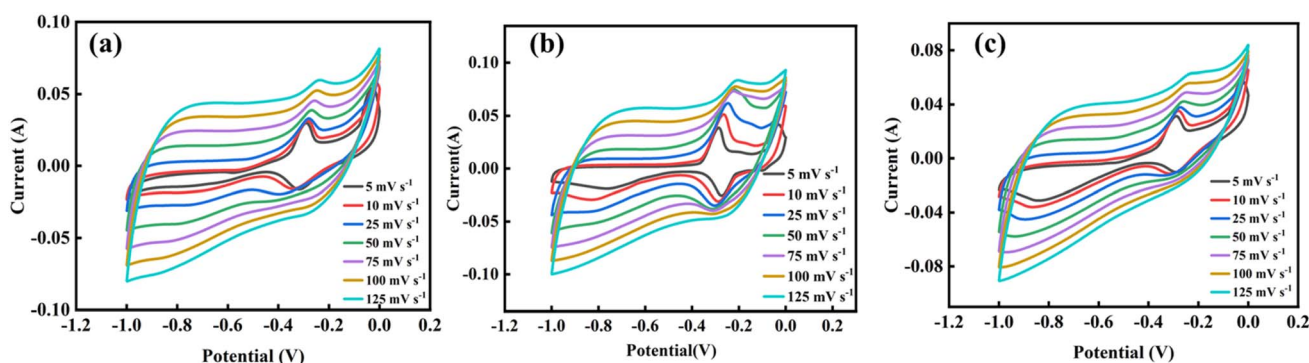 (a)
Current (A)
0.10
0.05
0.00
-0.05
-0.10
5 mV s⁻¹
10 mV s⁻¹
25 mV s⁻¹
50 mV s⁻¹
75 mV s⁻¹
100 mV s⁻¹
125 mV s⁻¹
-1.2 -1.0 -0.8 -0.6 -0.4 -0.2 0.0 0.2
Potential (V)
(b)
Current(A)
0.10
0.05
0.00
-0.05
-0.10
5 mV s⁻¹
10 mV s⁻¹
25 mV s⁻¹
50 mV s⁻¹
75 mV s⁻¹
100 mV s⁻¹
125 mV s⁻¹
-1.2 -1.0 -0.8 -0.6 -0.4 -0.2 0.0 0.2
Potential(V)
(c)
Current (A)
0.08
0.04
0.00
-0.04
-0.08
5 mV s⁻¹
10 mV s⁻¹
25 mV s⁻¹
50 mV s⁻¹
75 mV s⁻¹
100 mV s⁻¹
125 mV s⁻¹
-1.2 -1.0 -0.8 -0.6 -0.4 -0.2 0.0 0.2
Potential (V)